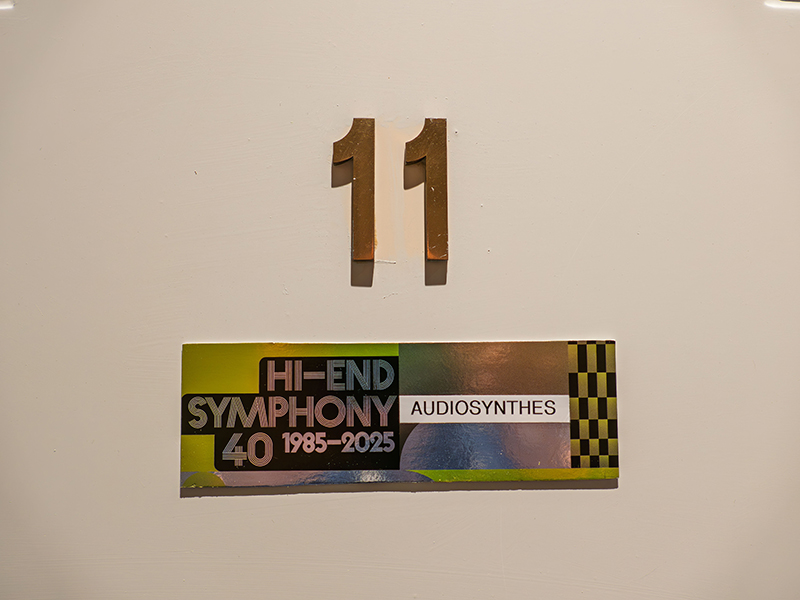 11
HI-END
SYMPHONY
40 1985-2025
AUDIOSYNTHES